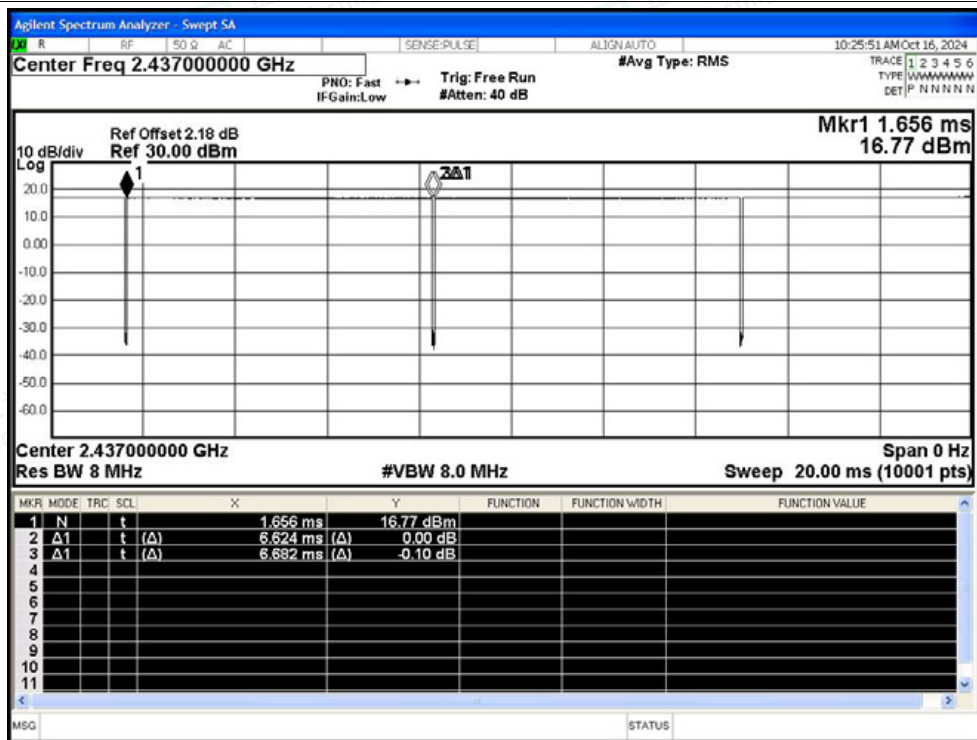 Agilent Spectrum Analyzer - Swept SA
R RF 50 Ω AC SENSE:PULSE ALIGN AUTO 10:25:51 AM Oct 16, 2024
Center Freq 2.437000000 GHz #Avg Type: RMS TRACE 1 2 3 4 5 6
PNO: Fast Trig: Free Run TYPE WWWWWW
IFGain:Low #Atten: 40 dB DET P N N N N N
Mkr1 1.656 ms
Ref Offset 2.18 dB
10 dB/div Ref 30.00 dBm 16.77 dBm
Log
1
20.0
10.0
0.00
-10.0
-20.0
-30.0
-40.0
-50.0
-60.0
Center 2.437000000 GHz Span 0 Hz
Res BW 8 MHz #VBW 8.0 MHz Sweep 20.00 ms (10001 pts)
MKR MODE TRC SCL X Y FUNCTION FUNCTION WIDTH FUNCTION VALUE
1 N t 1.656 ms 16.77 dBm
2 Δ1 t (Δ) 6.624 ms (Δ) 0.00 dB
3 Δ1 t (Δ) 6.682 ms (Δ) -0.10 dB
4
5
6
7
8
9
10
11
MSG STATUS